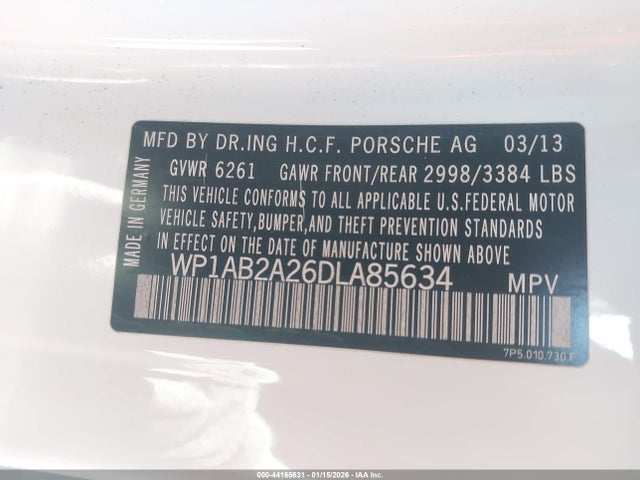 MFD BY DR.ING H.C.F. PORSCHE AG 03/13
GVWR 6261 GAWR FRONT/REAR 2998/3384 LBS
THIS VEHICLE CONFORMS TO ALL APPLICABLE U.S.FEDERAL MOTOR
VEHICLE SAFETY,BUMPER,AND THEFT PREVENTION STANDARDS
IN EFFECT ON THE DATE OF MANUFACTURE SHOWN ABOVE
WP1AB2A26DLA85634 MPV
MADE IN GERMANY
7P5.010.730.F
000-44165631 - 01/15/2026 - IAAI, Inc.